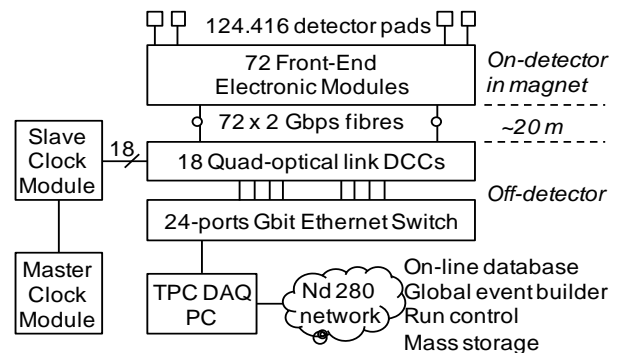 124.416 detector pads
72 Front-End
Electronic Modules
On-detector
in magnet
72 x 2 Gbps fibres
~20 m
Slave
Clock
Module
18
18 Quad-optical link DCCs
Off-detector
24-ports Gbit Ethernet Switch
Master
Clock
Module
TPC DAQ
PC
Nd 280
network
On-line database
Global event builder
Run control
Mass storage